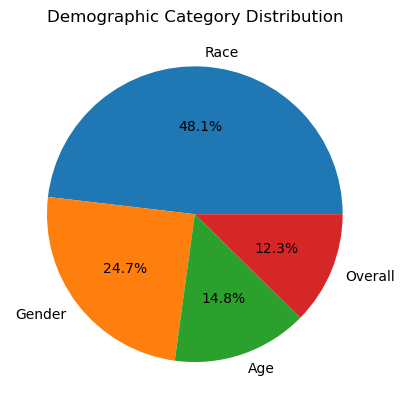 Demographic Category Distribution
Race
48.1%
24.7%
12.3%
14.8%
Overall
Gender
Age